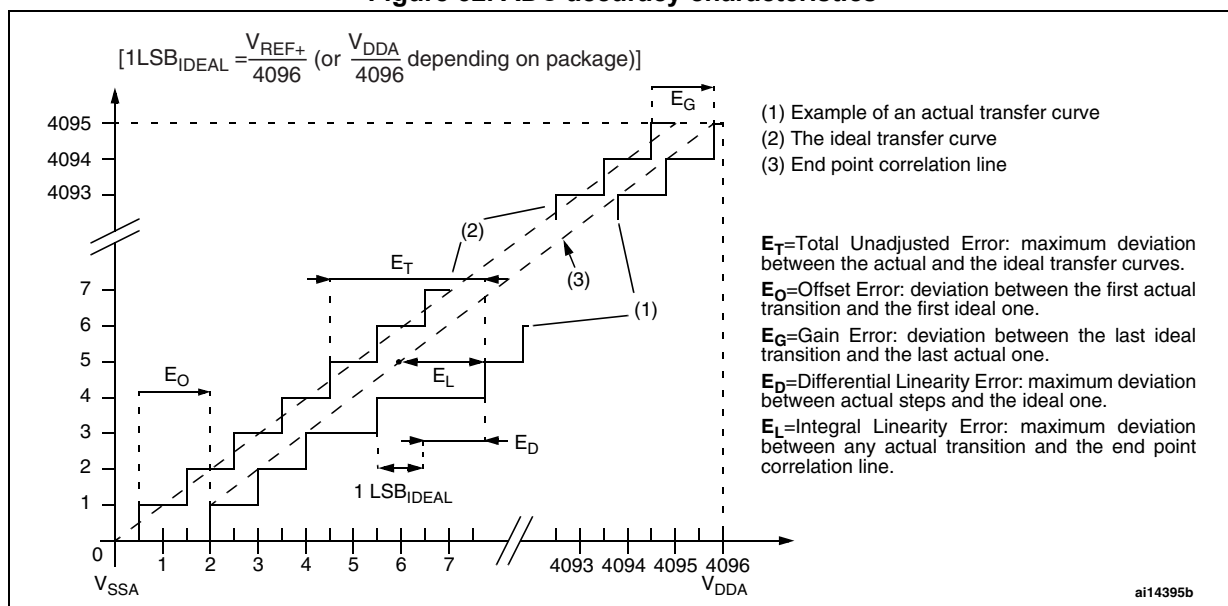 [1LSB_IDEAL = V_REF+ / 4096 (or V_DDA / 4096 depending on package)]
E_G
(1) Example of an actual transfer curve
(2) The ideal transfer curve
(3) End point correlation line
4095
4094
4093
(2)
E_T
(3)
(1)
E_T=Total Unadjusted Error: maximum deviation
between the actual and the ideal transfer curves.
E_O=Offset Error: deviation between the first actual
transition and the first ideal one.
E_G=Gain Error: deviation between the last ideal
transition and the last actual one.
E_D=Differential Linearity Error: maximum deviation
between actual steps and the ideal one.
E_L=Integral Linearity Error: maximum deviation
between any actual transition and the end point
correlation line.
7
6
5
4
3
2
1
0
E_O
E_L
E_D
1 LSB_IDEAL
1 2 3 4 5 6 7 4093 4094 4095 4096
V_SSA
V_DDA
ai14395b